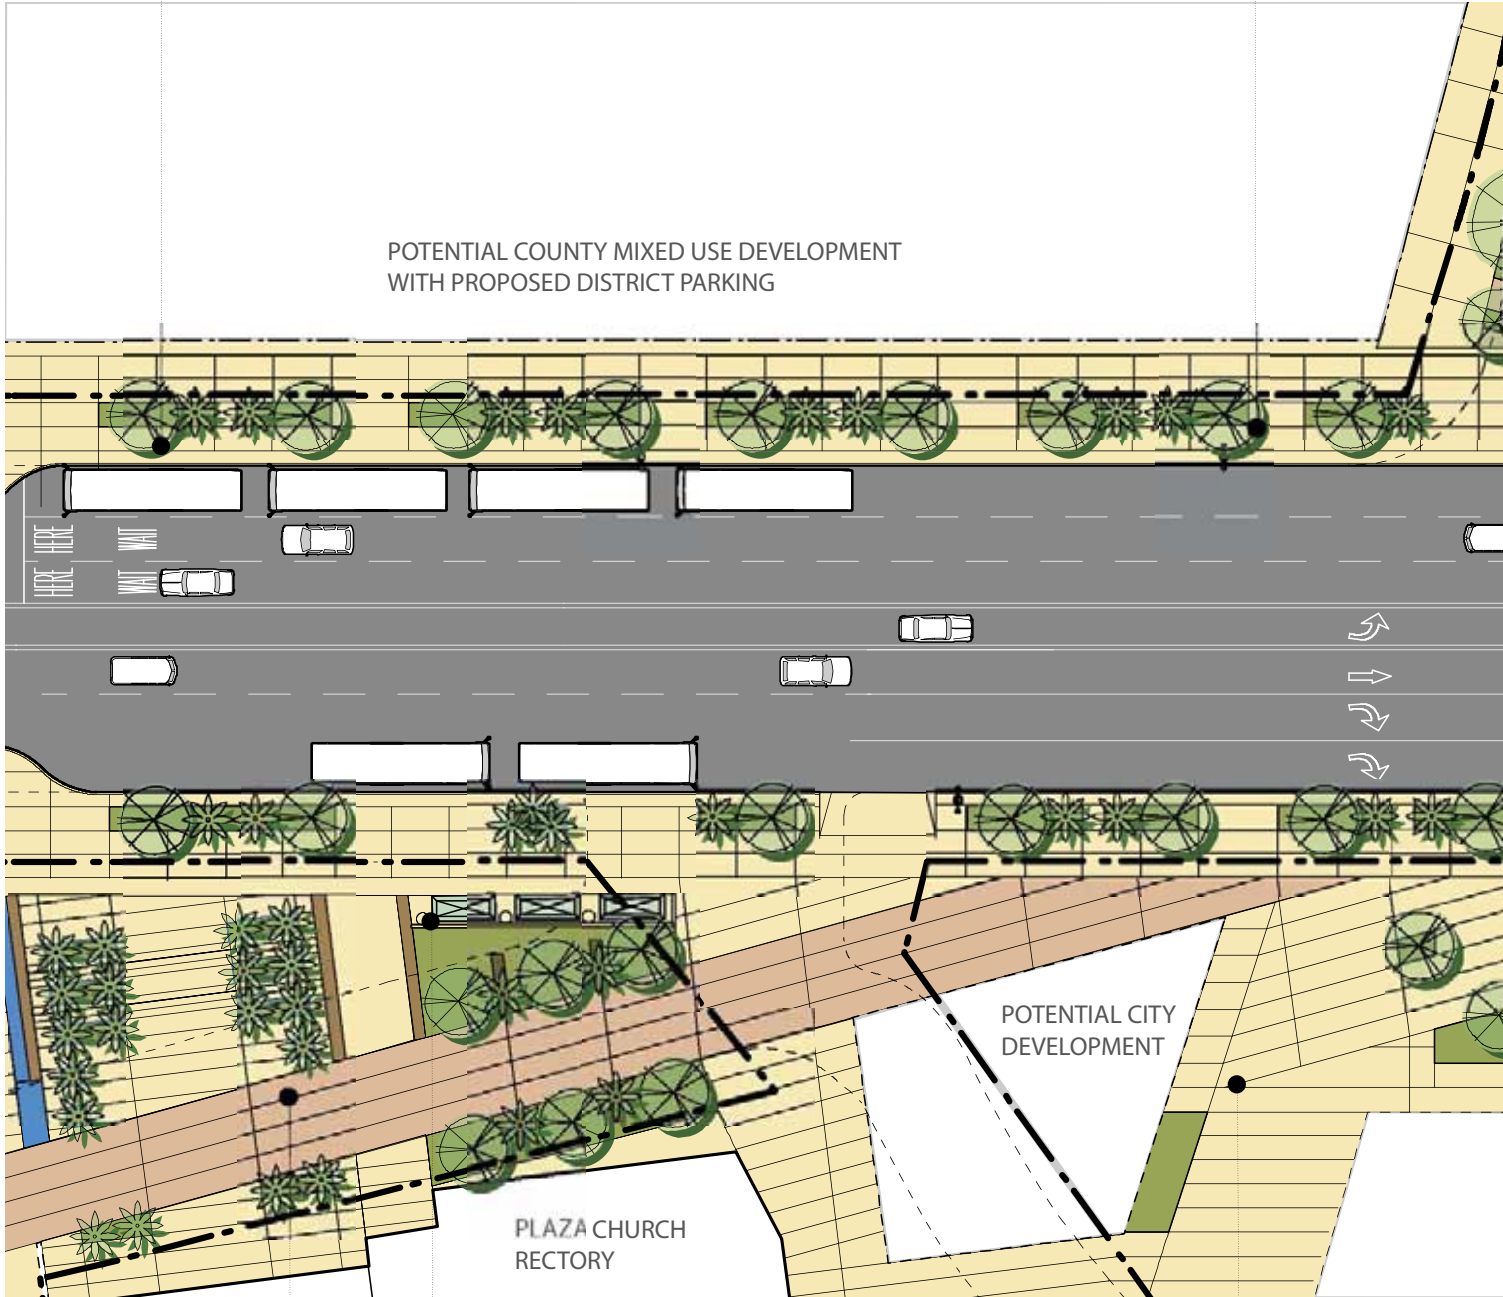 POTENTIAL COUNTY MIXED USE DEVELOPMENT
WITH PROPOSED DISTRICT PARKING
HERE
WAIT
HERE
WAIT
POTENTIAL CITY
DEVELOPMENT
PLAZA CHURCH
RECTORY